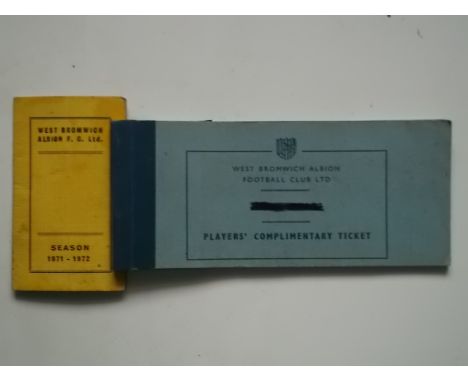 WEST BROMWICH
ALBION F. C. Ltd.
SEASON
1971 - 1972
WEST BROMWICH ALBION
FOOTBALL CLUB LTD
PLAYERS' COMPLIMENTARY TICKET